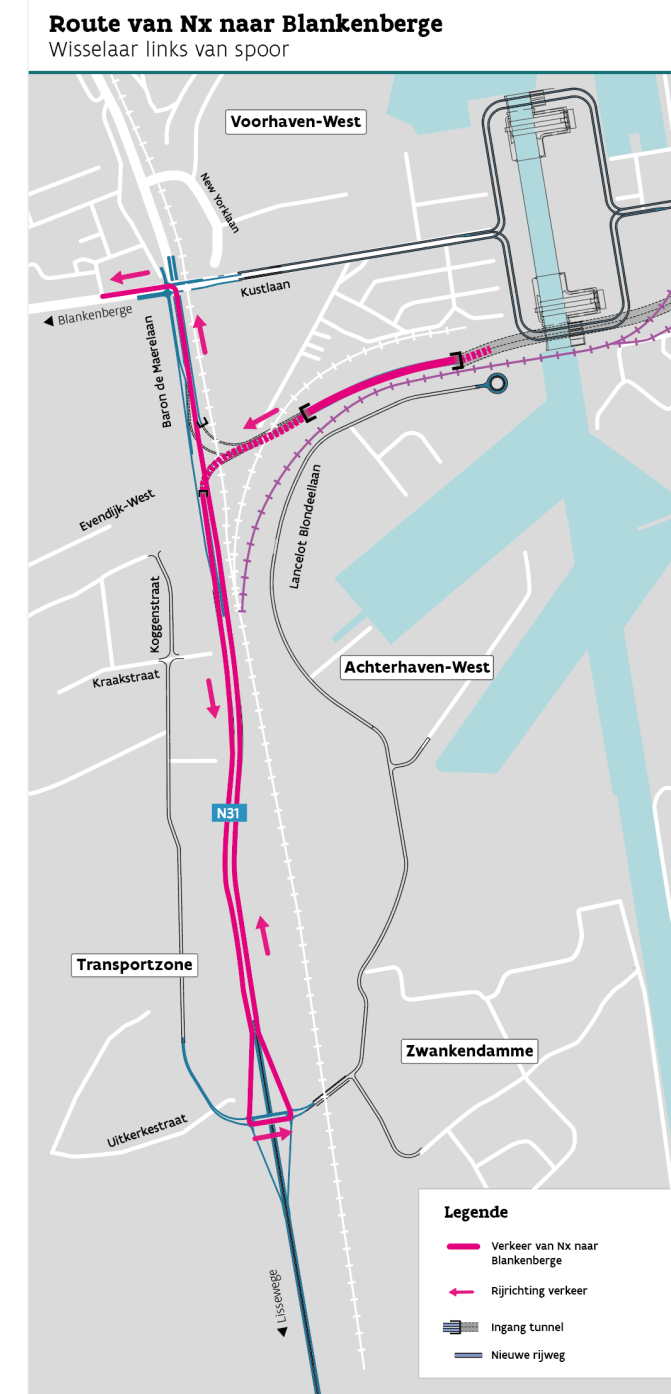 Route van Nx naar Blankenberge
Wisselaar links van spoor
Voorhaven-West
New Yorklaan
Kustlaan
◀ Blankenberge
Baron de Maerelaan
Evendijk-West
Lancelot Blondeellaan
Koggenstraat
Achterhaven-West
Kraakstraat
N31
Transportzone
Zwankendamme
Uitkerkestraat
◀ Lissewege
Legende
Verkeer van Nx naar
Blankenberge
Rijrichting verkeer
Ingang tunnel
Nieuwe rijweg